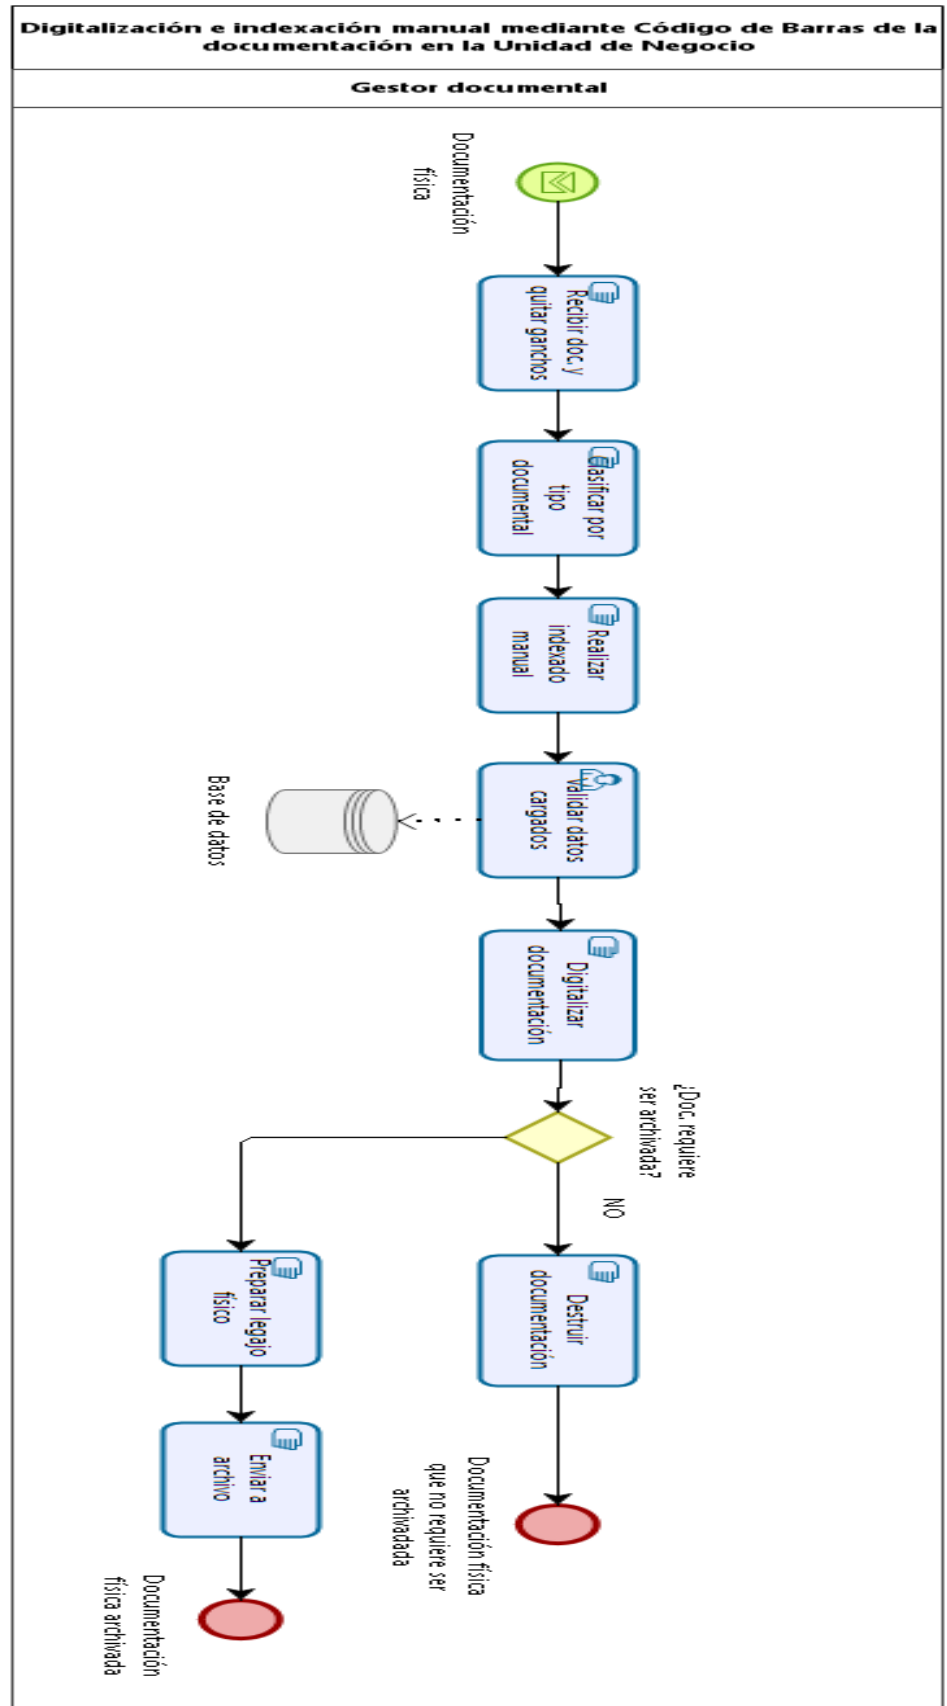 Digitalización e indexación manual mediante Código de Barras de la
documentación en la Unidad de Negocio
Gestor documental
Documentación
física
Recibir doc. y
quitar ganchos
Clasificar por
tipo
documental
Realizar
indexado
manual
Validar datos
cargados
Base de datos
Digitalizar
documentación
¿Doc. requiere
ser archivada?
NO
Destruir
documentación
Documentación física
que no requiere ser
archivadada
Preparar legajo
físico
Enviar a
archivo
Documentación
física archivada